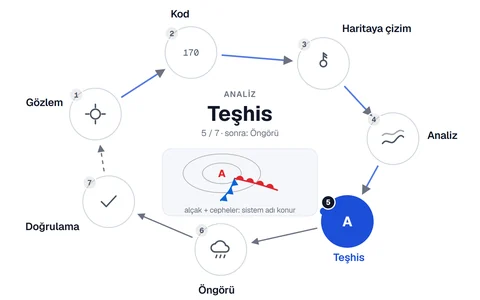 Kod
2
170
Haritaya çizim
3
Gözlem
1
ANALİZ
Teşhis
5 / 7 · sonra: Öngörü
4
Analiz
A
alçak + cepheler: sistem adı konur
7
Doğrulama
5
A
Teşhis
6
Öngörü